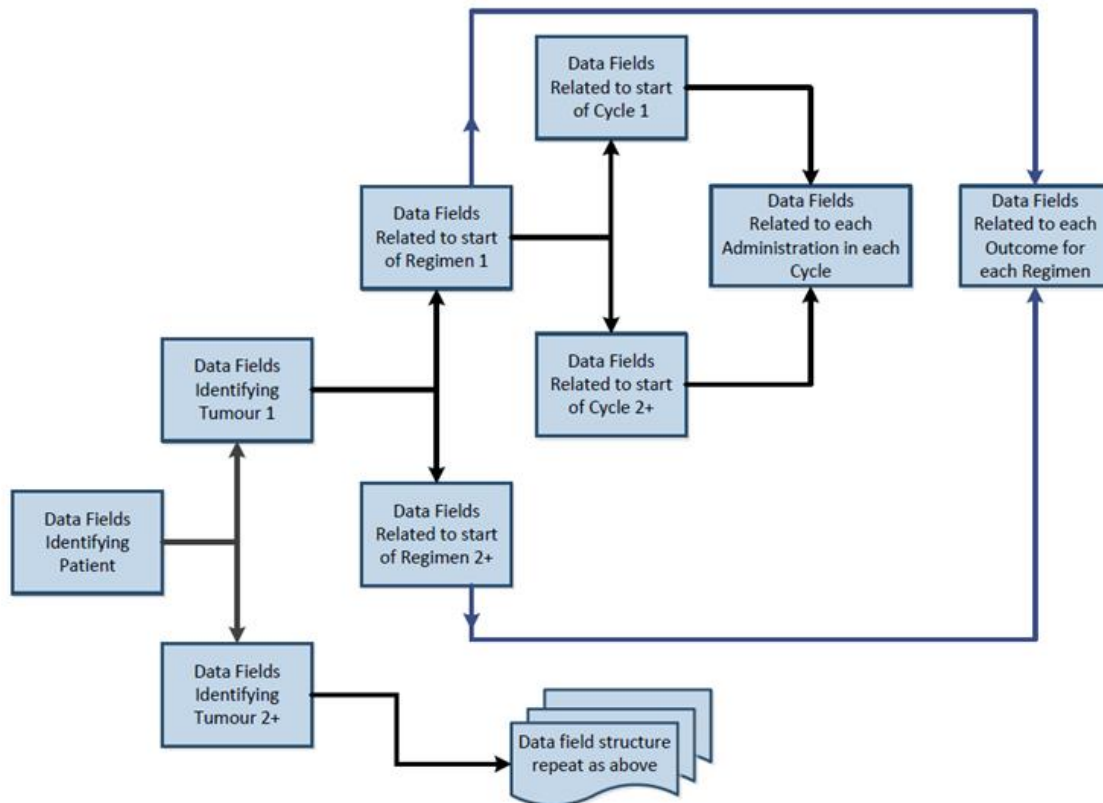 Data Fields
Related to start
of Cycle 1
Data Fields
Related to start
of Regimen 1
Data Fields
Related to each
Administration in each
Cycle
Data Fields
Related to each
Outcome for
each Regimen
Data Fields
Identifying
Tumour 1
Data Fields
Related to start
of Cycle 2+
Data Fields
Identifying
Patient
Data Fields
Related to start
of Regimen 2+
Data Fields
Identifying
Tumour 2+
Data field structure
repeat as above